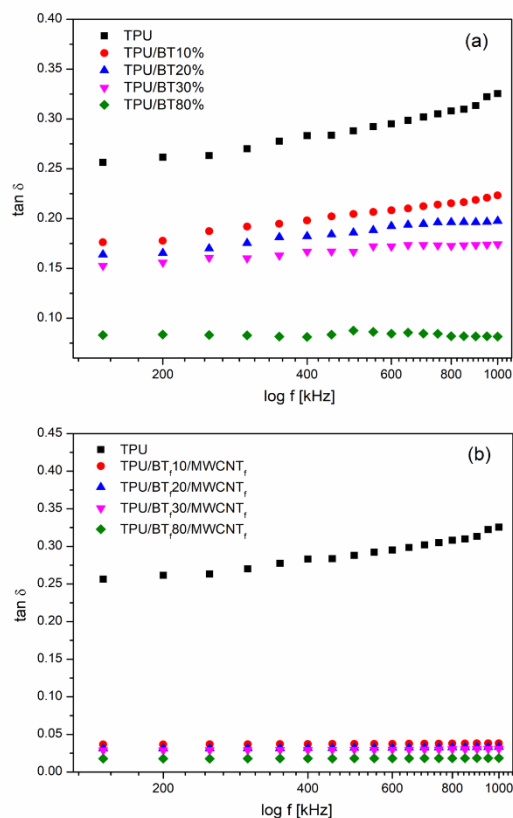 (a)
TPU
TPU/BT10%
TPU/BT20%
TPU/BT30%
TPU/BT80%
0.40
0.35
0.30
0.25
0.20
0.15
0.10
tan δ
200 400 600 800 1000
log f [kHz]
(b)
TPU
TPU/BTf10/MWCNTf
TPU/BTf20/MWCNTf
TPU/BTf30/MWCNTf
TPU/BTf80/MWCNTf
0.45
0.40
0.35
0.30
0.25
0.20
0.15
0.10
0.05
0.00
tan δ
200 400 600 800 1000
log f [kHz]